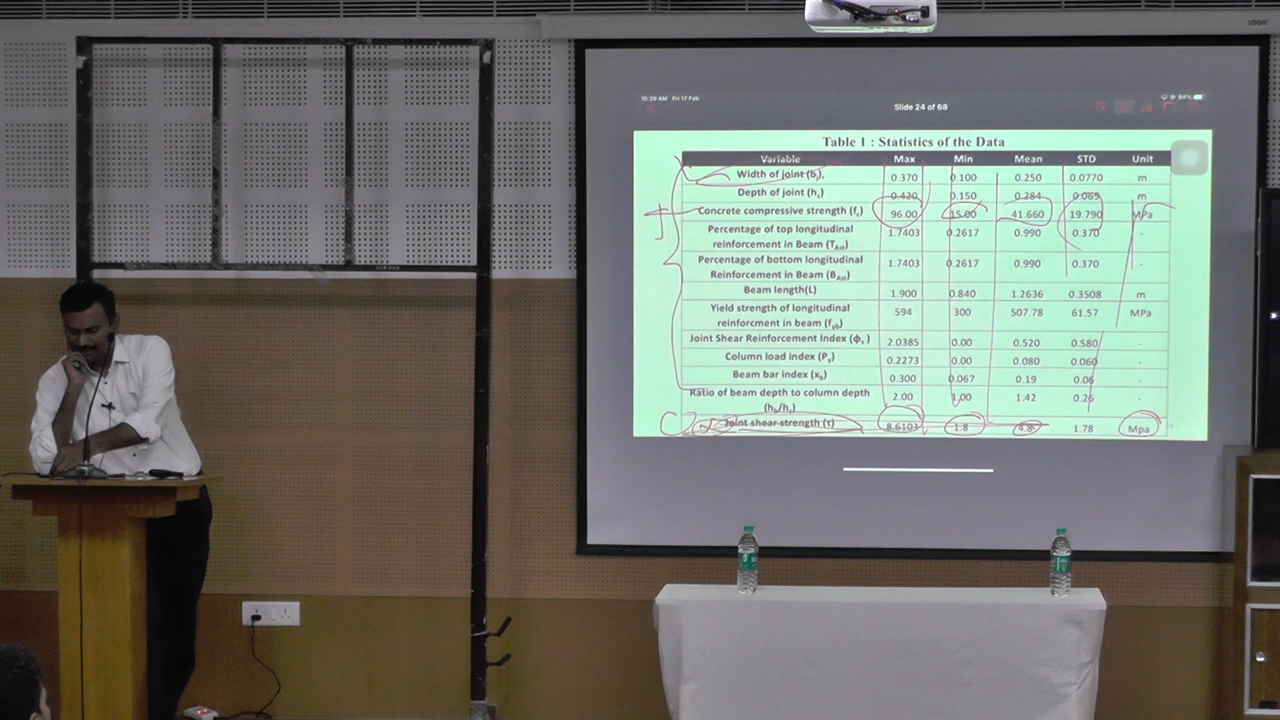 LOGIC
10:39 AM Fri 17 Feb
84%
Slide 24 of 68
Table 1 : Statistics of the Data
Variable Max Min Mean STD Unit
Width of joint (bj), 0.370 0.100 0.250 0.0770 m
Depth of joint (hc) 0.420 0.150 0.284 0.069 m
Concrete compressive strength (fc) 96.00 15.00 41.660 19.790 MPa
Percentage of top longitudinal 1.7403 0.2617 0.990 0.370 -
reinforcement in Beam (TAst)
Percentage of bottom longitudinal 1.7403 0.2617 0.990 0.370 -
Reinforcement in Beam (BAst)
Beam length(L) 1.900 0.840 1.2636 0.3508 m
Yield strength of longitudinal 594 300 507.78 61.57 MPa
reinforcment in beam (fyb)
Joint Shear Reinforcement Index (ϕs ) 2.0385 0.00 0.520 0.580 -
Column load index (Pv) 0.2273 0.00 0.080 0.060 -
Beam bar index (xb) 0.300 0.067 0.19 0.06 -
Ratio of beam depth to column depth 2.00 1.00 1.42 0.26 -
(hb/hc)
Joint shear strength (τ) 8.6103 1.8 4.8 1.78 Mpa